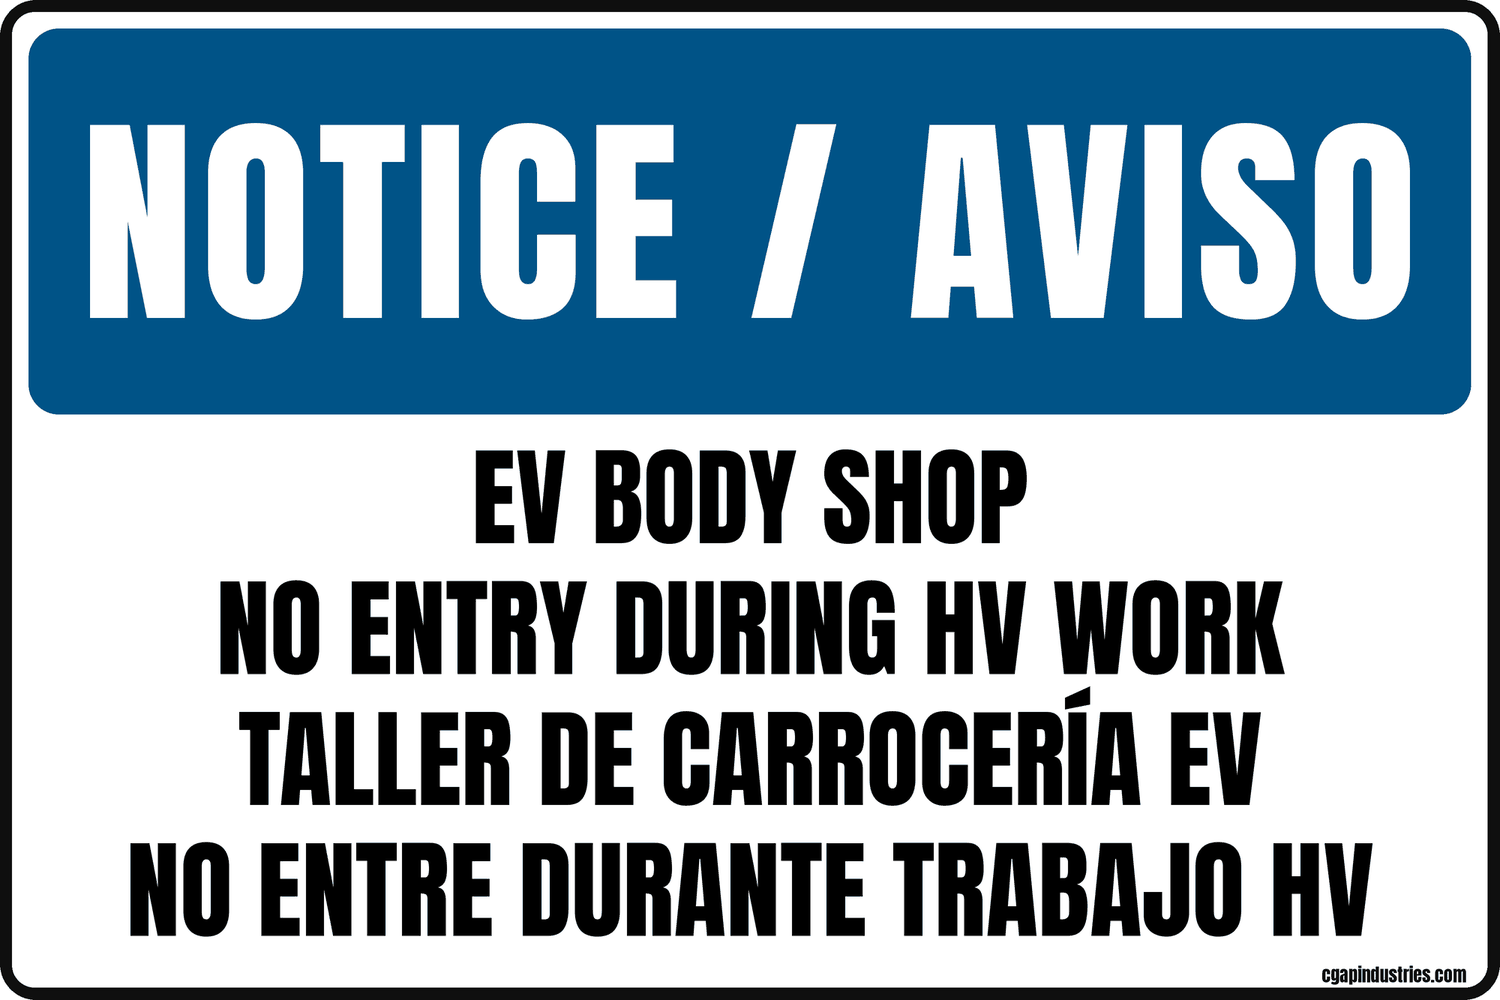 NOTICE / AVISO
EV BODY SHOP
NO ENTRY DURING HV WORK
TALLER DE CARROCERÍA EV
NO ENTRE DURANTE TRABAJO HV
cgapindustries.com